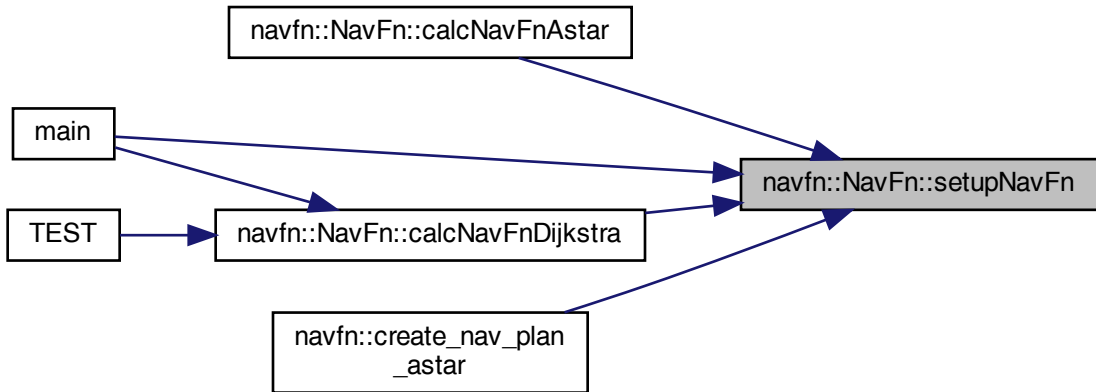 navfn::NavFn::calcNavFnAstar
main
navfn::NavFn::setupNavFn
TEST
navfn::NavFn::calcNavFnDijkstra
navfn::create_nav_plan
_astar